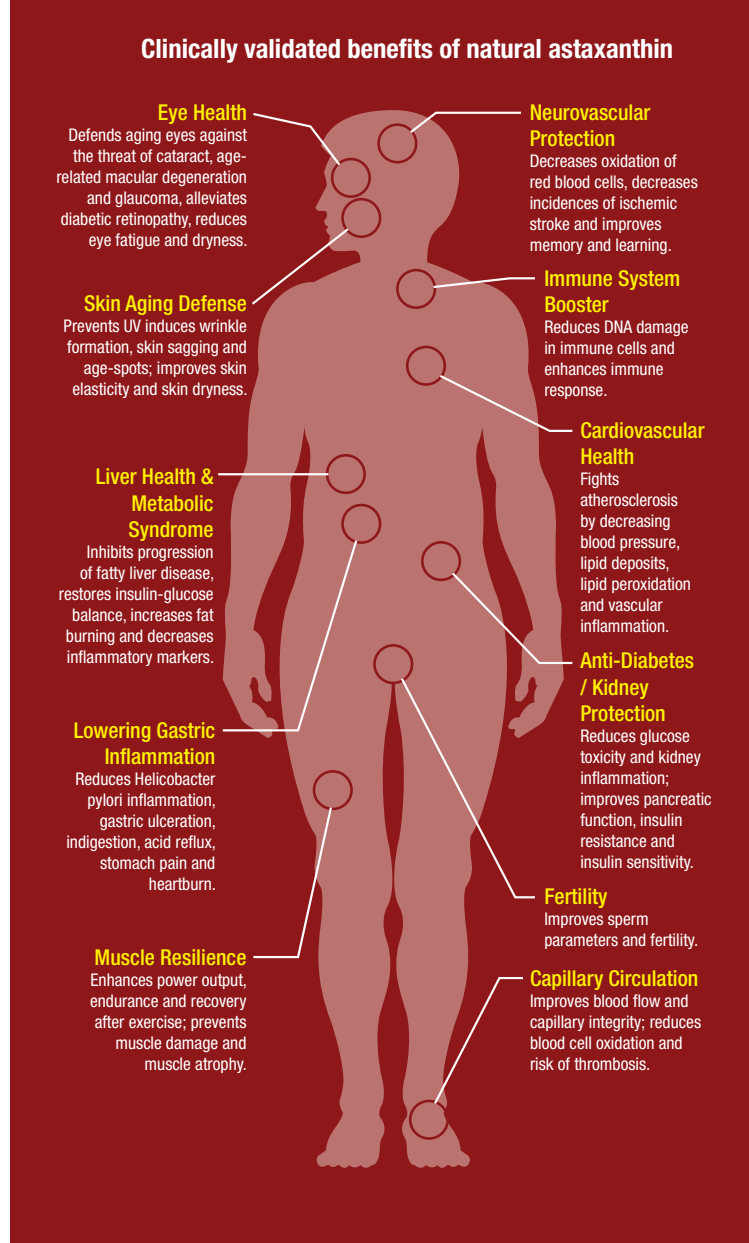 Clinically validated benefits of natural astaxanthin
Eye Health
Defends aging eyes against
the threat of cataract, age-
related macular degeneration
and glaucoma, alleviates
diabetic retinopathy, reduces
eye fatigue and dryness.
Skin Aging Defense
Prevents UV induces wrinkle
formation, skin sagging and
age-spots; improves skin
elasticity and skin dryness.
Liver Health &
Metabolic
Syndrome
Inhibits progression
of fatty liver disease,
restores insulin-glucose
balance, increases fat
burning and decreases
inflammatory markers.
Lowering Gastric
Inflammation
Reduces Helicobacter
pylori inflammation,
gastric ulceration,
indigestion, acid reflux,
stomach pain and
heartburn.
Muscle Resilience
Enhances power output,
endurance and recovery
after exercise; prevents
muscle damage and
muscle atrophy.
Neurovascular
Protection
Decreases oxidation of
red blood cells, decreases
incidences of ischemic
stroke and improves
memory and learning.
Immune System
Booster
Reduces DNA damage
in immune cells and
enhances immune
response.
Cardiovascular
Health
Fights
atherosclerosis
by decreasing
blood pressure,
lipid deposits,
lipid peroxidation
and vascular
inflammation.
Anti-Diabetes
/ Kidney
Protection
Reduces glucose
toxicity and kidney
inflammation;
improves pancreatic
function, insulin
resistance and
insulin sensitivity.
Fertility
Improves sperm
parameters and fertility.
Capillary Circulation
Improves blood flow and
capillary integrity; reduces
blood cell oxidation and
risk of thrombosis.